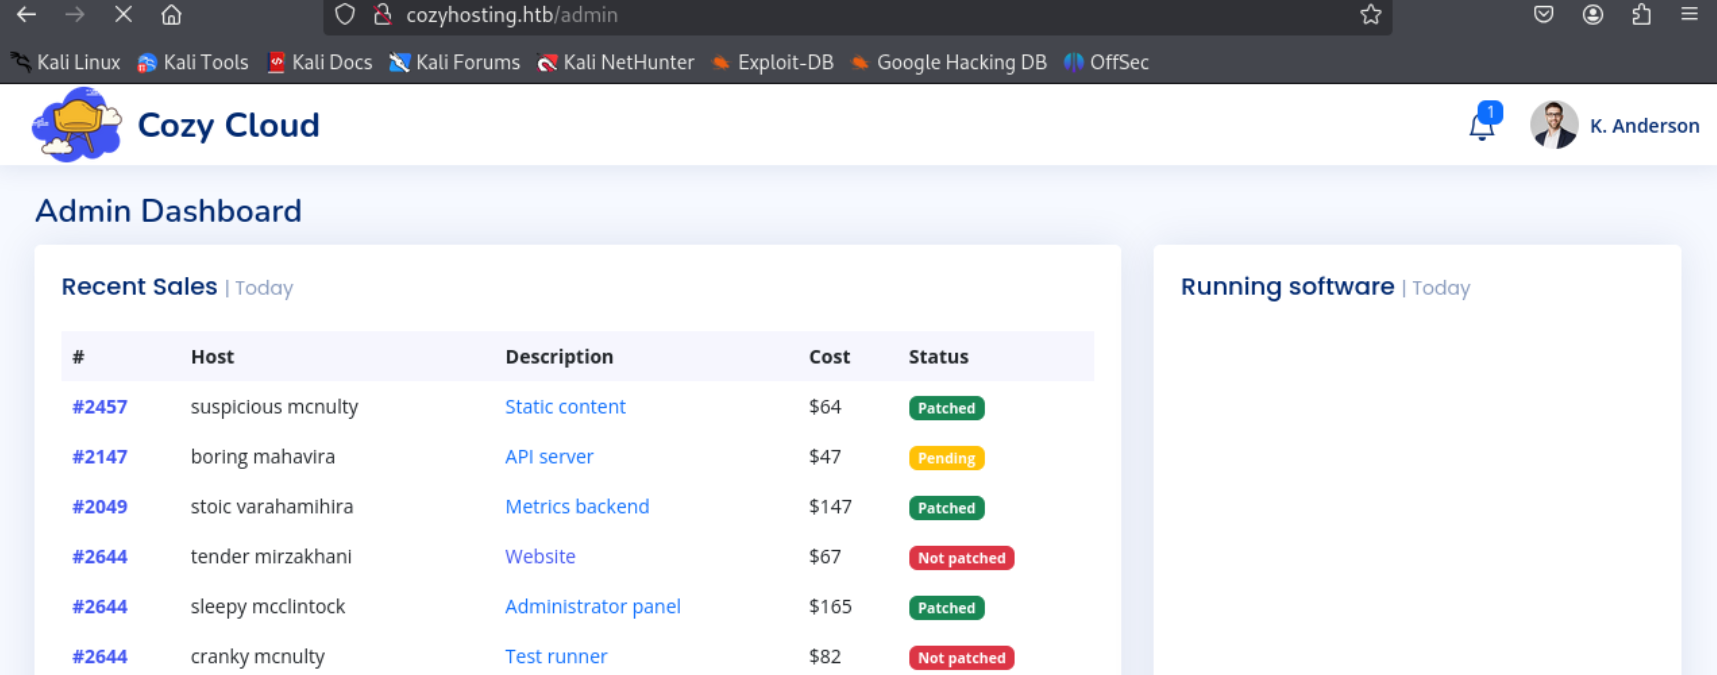 cozyhosting.htb/admin
Kali Linux Kali Tools Kali Docs Kali Forums Kali NetHunter Exploit-DB Google Hacking DB OffSec
Cozy Cloud 1 K. Anderson
Admin Dashboard
Recent Sales | Today
# Host Description Cost Status
#2457 suspicious mcnulty Static content $64 Patched
#2147 boring mahavira API server $47 Pending
#2049 stoic varahamihira Metrics backend $147 Patched
#2644 tender mirzakhani Website $67 Not patched
#2644 sleepy mcclintock Administrator panel $165 Patched
#2644 cranky mcnulty Test runner $82 Not patched
Running software | Today